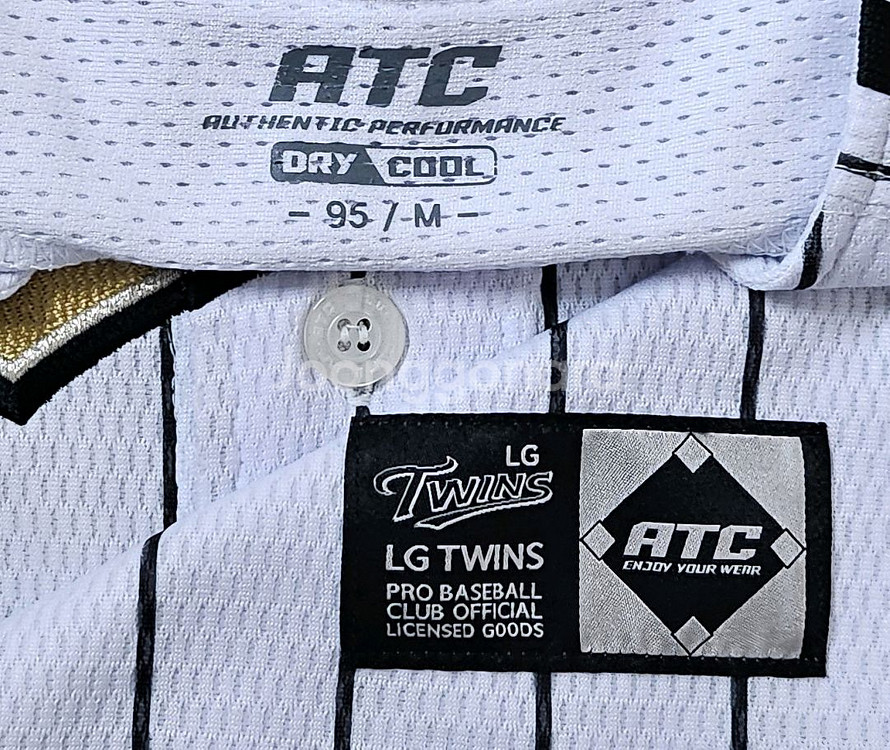 ATC
AUTHENTIC PERFORMANCE
DRY COOL
- 95 / M -
joonggonara
LG
TWINS
LG TWINS
PRO BASEBALL
CLUB OFFICIAL
LICENSED GOODS
ATC
ENJOY YOUR WEAR